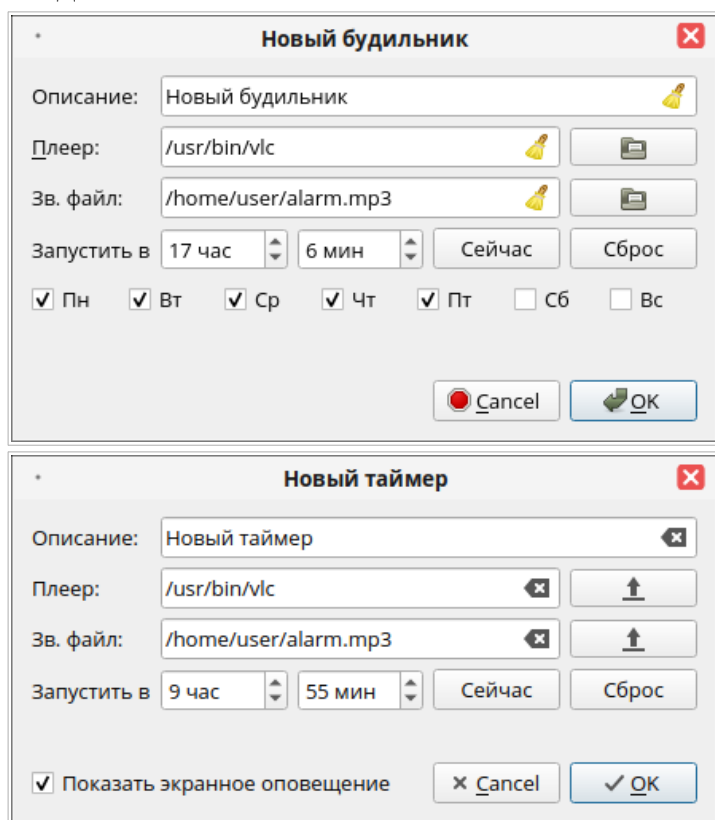 Новый будильник
Описание: Новый будильник
Плеер: /usr/bin/vlc
Зв. файл: /home/user/alarm.mp3
Запустить в 17 час 6 мин Сейчас Сброс
Пн Вт Ср Чт Пт Сб Вс
Cancel OK
Новый таймер
Описание: Новый таймер
Плеер: /usr/bin/vlc
Зв. файл: /home/user/alarm.mp3
Запустить в 9 час 55 мин Сейчас Сброс
Показать экранное оповещение Cancel OK